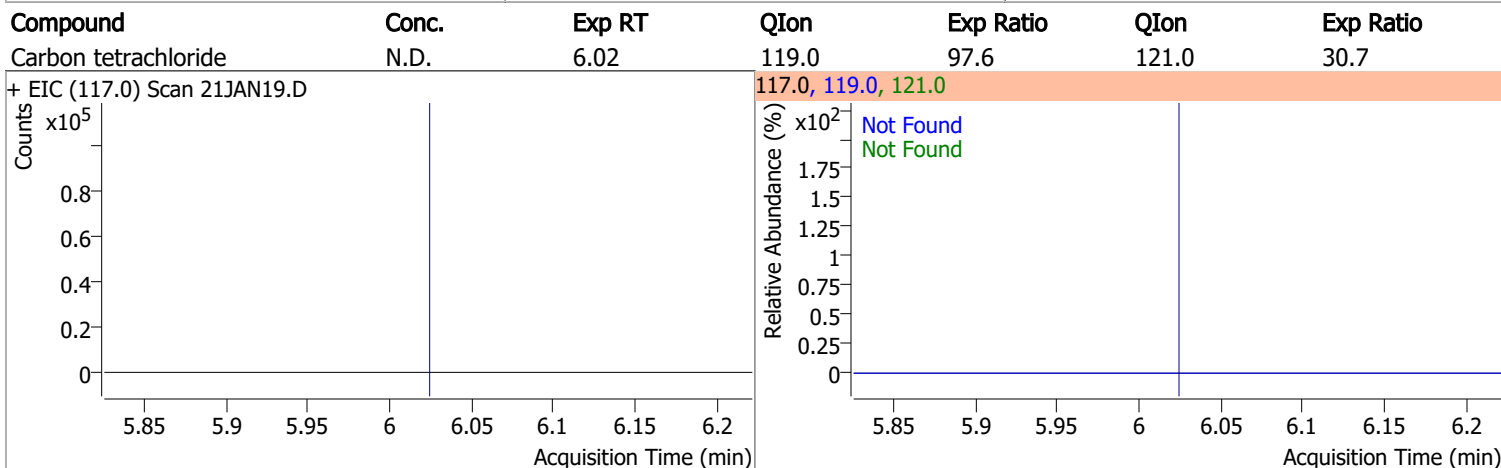 Compound Conc. Exp RT QIon Exp Ratio QIon Exp Ratio
Carbon tetrachloride N.D. 6.02 119.0 97.6 121.0 30.7
+ EIC (117.0) Scan 21JAN19.D
Counts
x10⁵
0.8
0.6
0.4
0.2
0
5.85 5.9 5.95 6 6.05 6.1 6.15 6.2
Acquisition Time (min)
117.0, 119.0, 121.0
Relative Abundance (%)
x10²
Not Found
Not Found
1.75
1.5
1.25
1
0.75
0.5
0.25
0
5.85 5.9 5.95 6 6.05 6.1 6.15 6.2
Acquisition Time (min)